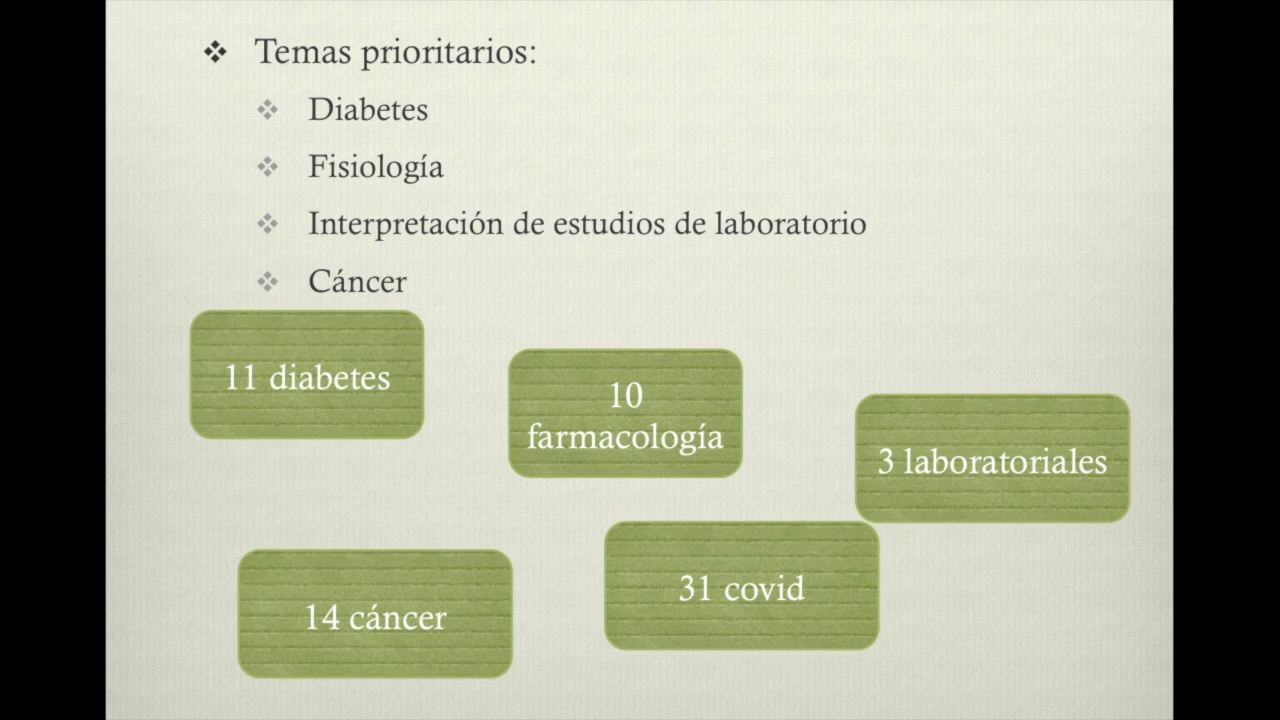 Temas prioritarios:
Diabetes
Fisiología
Interpretación de estudios de laboratorio
Cáncer
11 diabetes
10
farmacología
3 laboratoriales
14 cáncer
31 covid